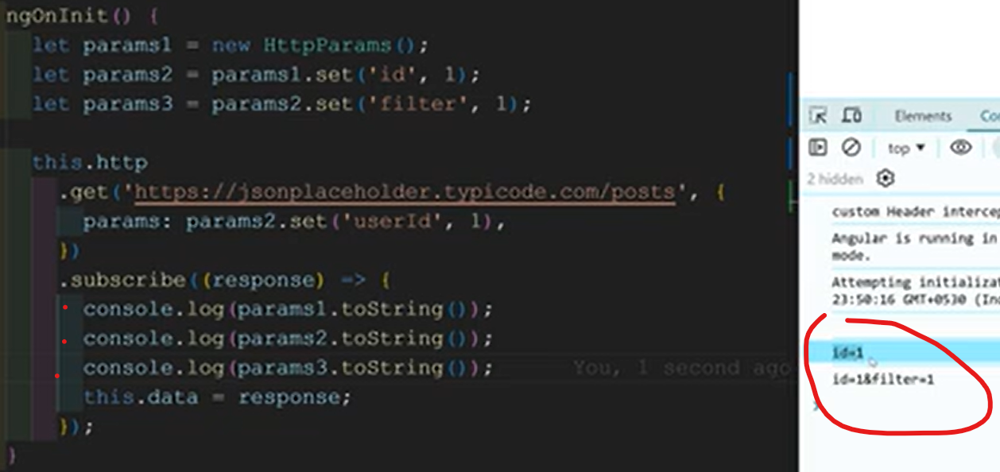 ngOnInit() {
let params1 = new HttpParams();
let params2 = params1.set('id', 1);
let params3 = params2.set('filter', 1);
this.http
.get('https://jsonplaceholder.typicode.com/posts', {
params: params2.set('userId', 1),
})
.subscribe((response) => {
console.log(params1.toString());
console.log(params2.toString());
console.log(params3.toString());
You, 1 second ago
this.data = response;
});
}
Elements Co
top
2 hidden
custom Header intercep
Angular is running in
mode.
Attempting initializat
23:50:16 GMT+0530 (In
id=1
id=1&filter=1